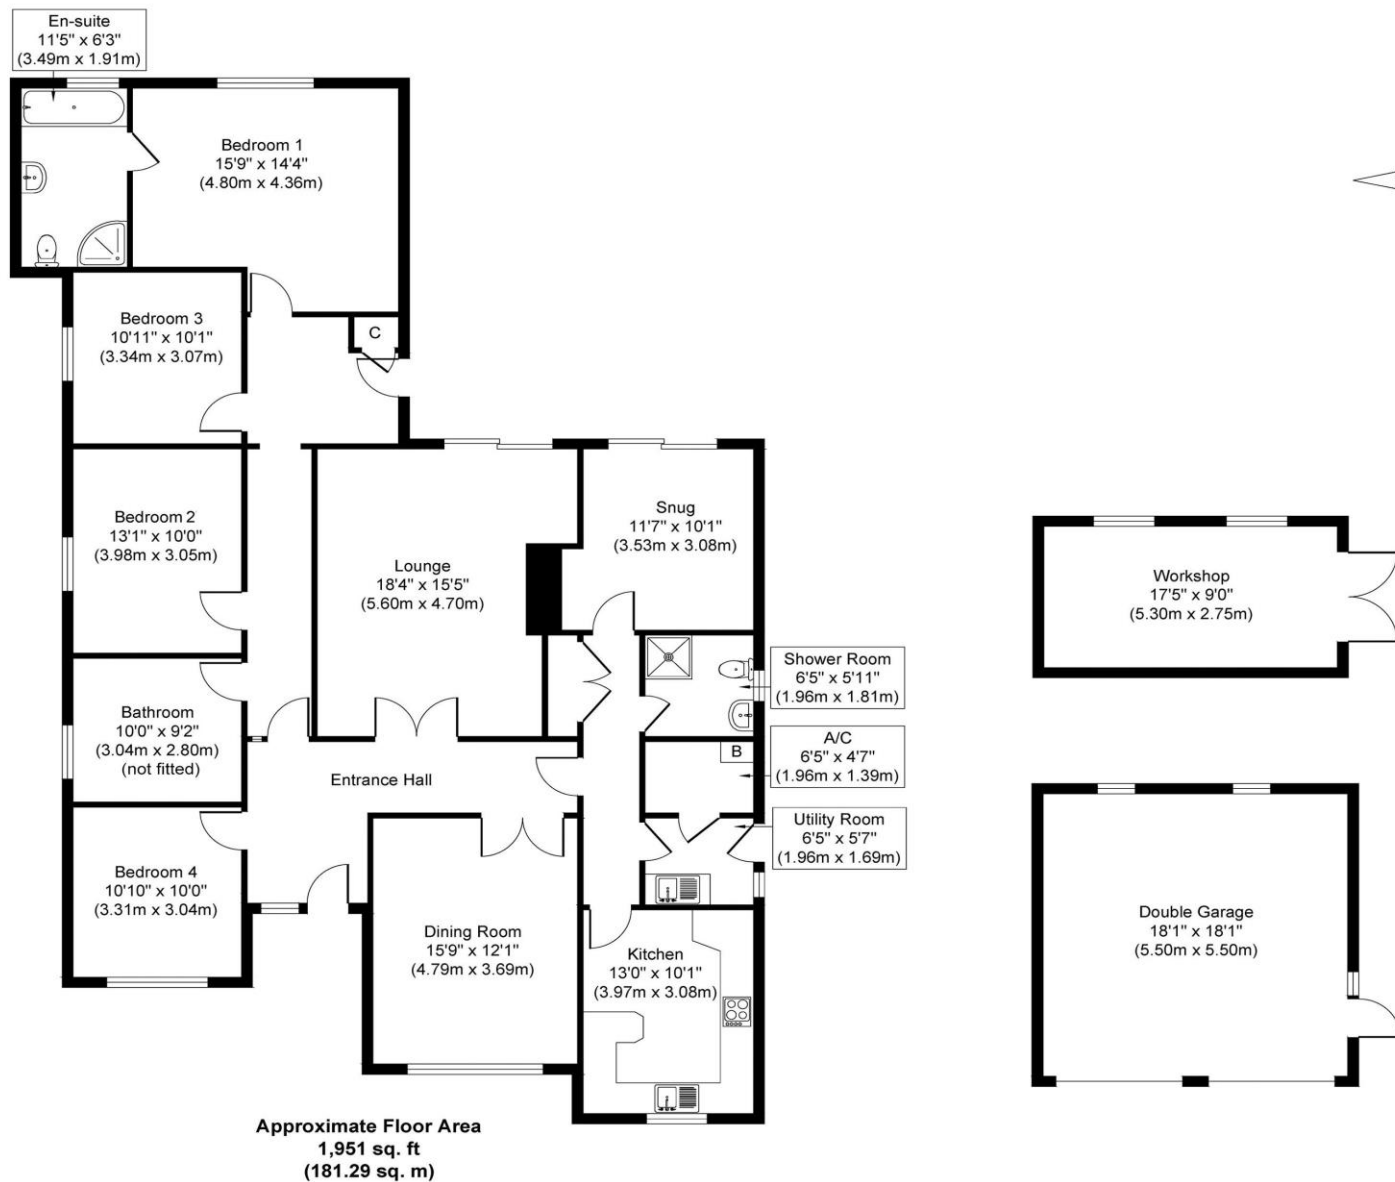 En-suite
11'5" x 6'3"
(3.49m x 1.91m)
Bedroom 1
15'9" x 14'4"
(4.80m x 4.36m)
Bedroom 3
10'11" x 10'1"
(3.34m x 3.07m)
C
Bedroom 2
13'1" x 10'0"
(3.98m x 3.05m)
Lounge
18'4" x 15'5"
(5.60m x 4.70m)
Snug
11'7" x 10'1"
(3.53m x 3.08m)
Workshop
17'5" x 9'0"
(5.30m x 2.75m)
Shower Room
6'5" x 5'11"
(1.96m x 1.81m)
Bathroom
10'0" x 9'2"
(3.04m x 2.80m)
(not fitted)
A/C
6'5" x 4'7"
(1.96m x 1.39m)
B
Entrance Hall
Utility Room
6'5" x 5'7"
(1.96m x 1.69m)
Bedroom 4
10'10" x 10'0"
(3.31m x 3.04m)
Dining Room
15'9" x 12'1"
(4.79m x 3.69m)
Kitchen
13'0" x 10'1"
(3.97m x 3.08m)
Double Garage
18'1" x 18'1"
(5.50m x 5.50m)
Approximate Floor Area
1,951 sq. ft
(181.29 sq. m)